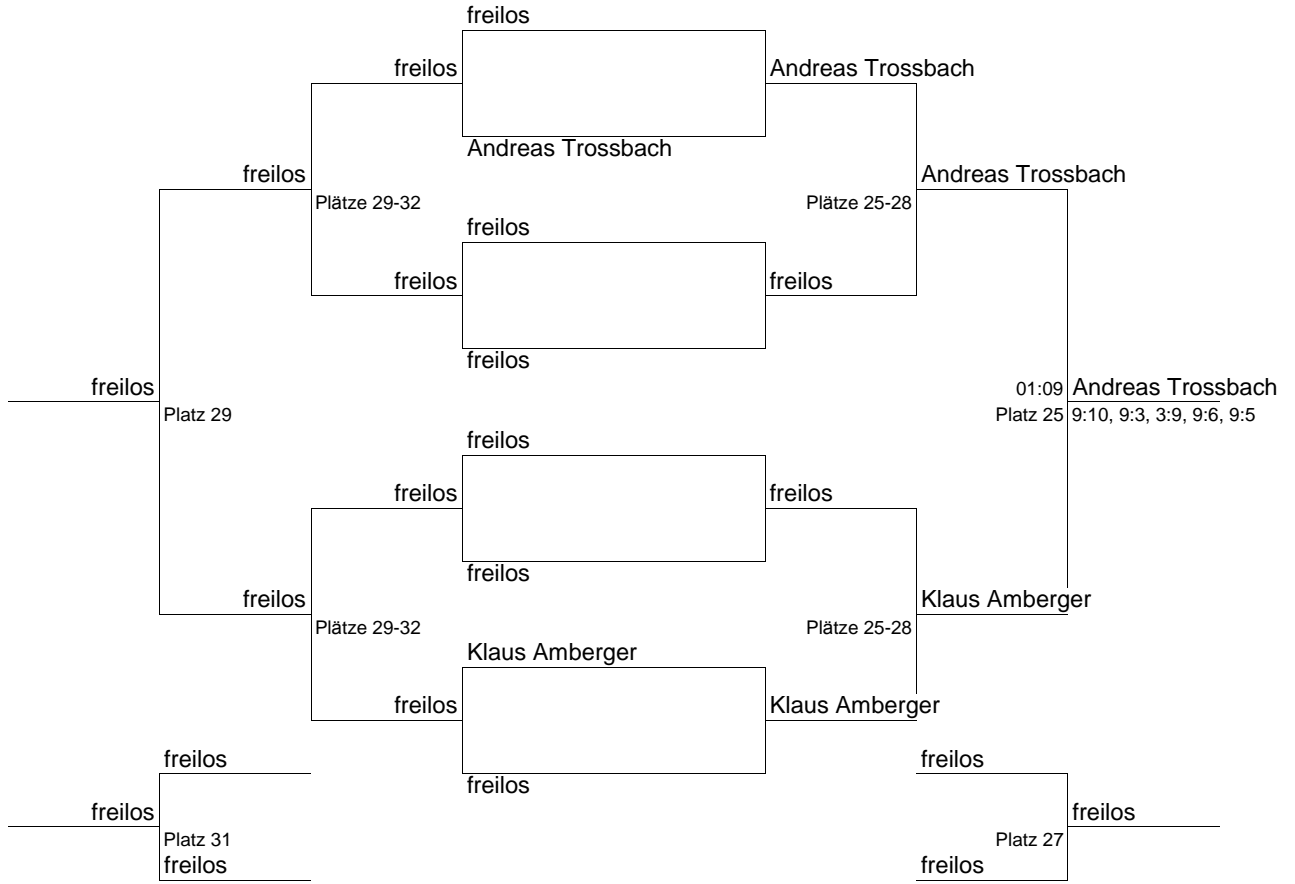 freilos
freilos
Andreas Trossbach
Andreas Trossbach
freilos
Andreas Trossbach
Plätze 29-32
Plätze 25-28
freilos
freilos
freilos
freilos
freilos
01:09
Andreas Trossbach
Platz 29
Platz 25
9:10, 9:3, 3:9, 9:6, 9:5
freilos
freilos
freilos
freilos
freilos
Klaus Amberger
Plätze 29-32
Plätze 25-28
Klaus Amberger
freilos
Klaus Amberger
freilos
freilos
freilos
freilos
freilos
Platz 31
Platz 27
freilos
freilos